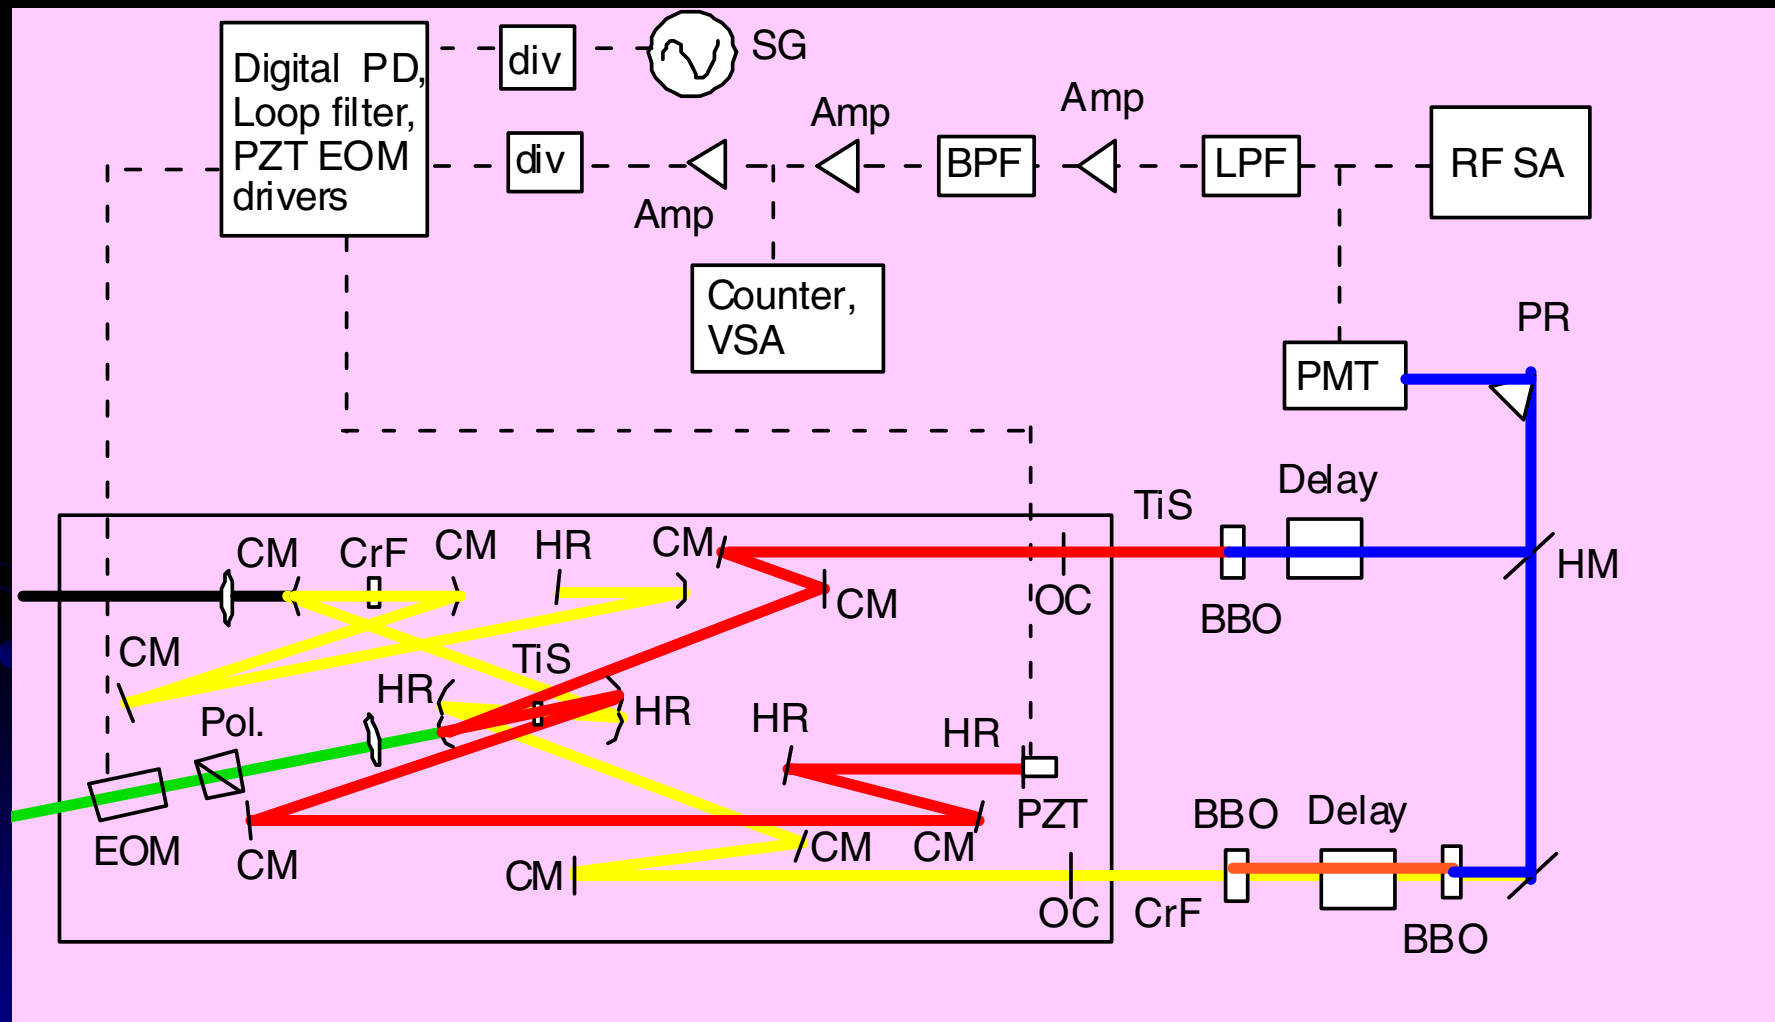 SG
div
Digital PD,
Loop filter,
PZT EOM
drivers
Amp
Amp
div
BPF
LPF
RF SA
Amp
Counter,
VSA
PR
PMT
Delay
TiS
CM
CrF
CM
HR
CM
HM
CM
OC
BBO
CM
TiS
HR
HR
Pol.
HR
HR
BBO
Delay
PZT
EOM
CM
CM
CM
CM
OC
CrF
BBO